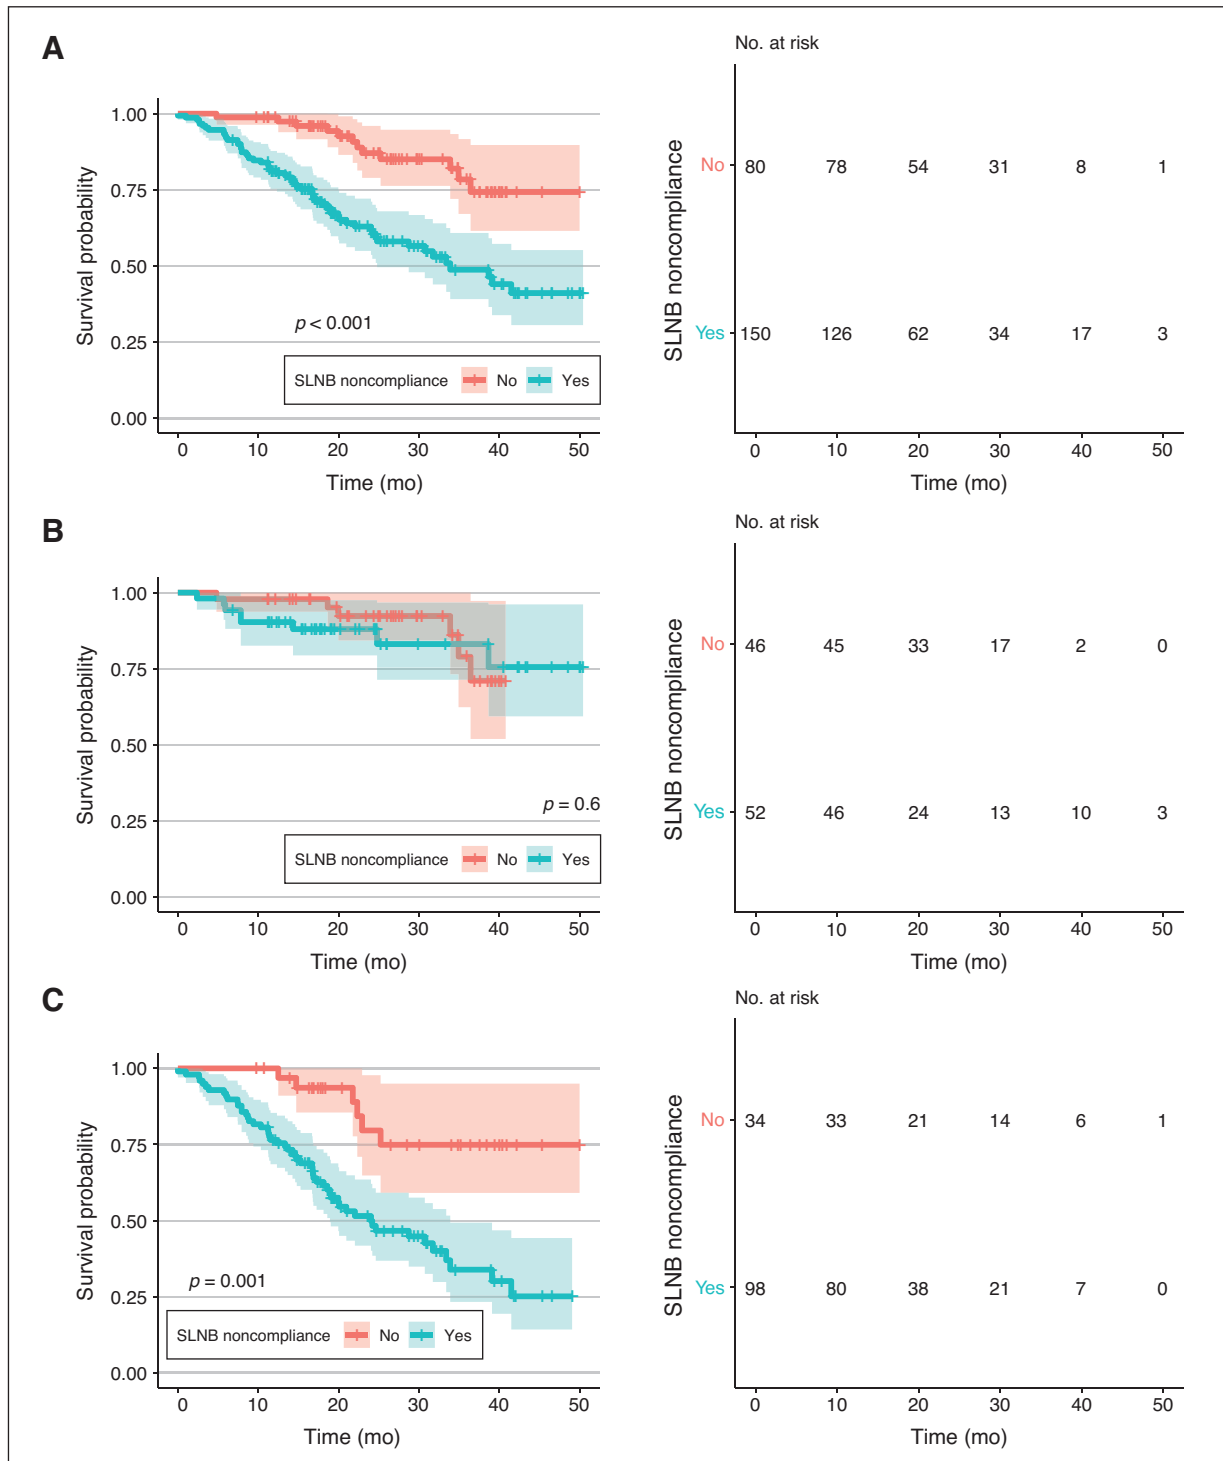 A
No. at risk
Survival probability
1.00
0.75
0.50
0.25
0.00
p < 0.001
SLNB noncompliance No Yes
0 10 20 30 40 50
Time (mo)
SLNB noncompliance
No 80 78 54 31 8 1
Yes 150 126 62 34 17 3
0 10 20 30 40 50
Time (mo)
B
No. at risk
Survival probability
1.00
0.75
0.50
0.25
0.00
p = 0.6
SLNB noncompliance No Yes
0 10 20 30 40 50
Time (mo)
SLNB noncompliance
No 46 45 33 17 2 0
Yes 52 46 24 13 10 3
0 10 20 30 40 50
Time (mo)
C
No. at risk
Survival probability
1.00
0.75
0.50
0.25
0.00
p = 0.001
SLNB noncompliance No Yes
0 10 20 30 40 50
Time (mo)
SLNB noncompliance
No 34 33 21 14 6 1
Yes 98 80 38 21 7 0
0 10 20 30 40 50
Time (mo)